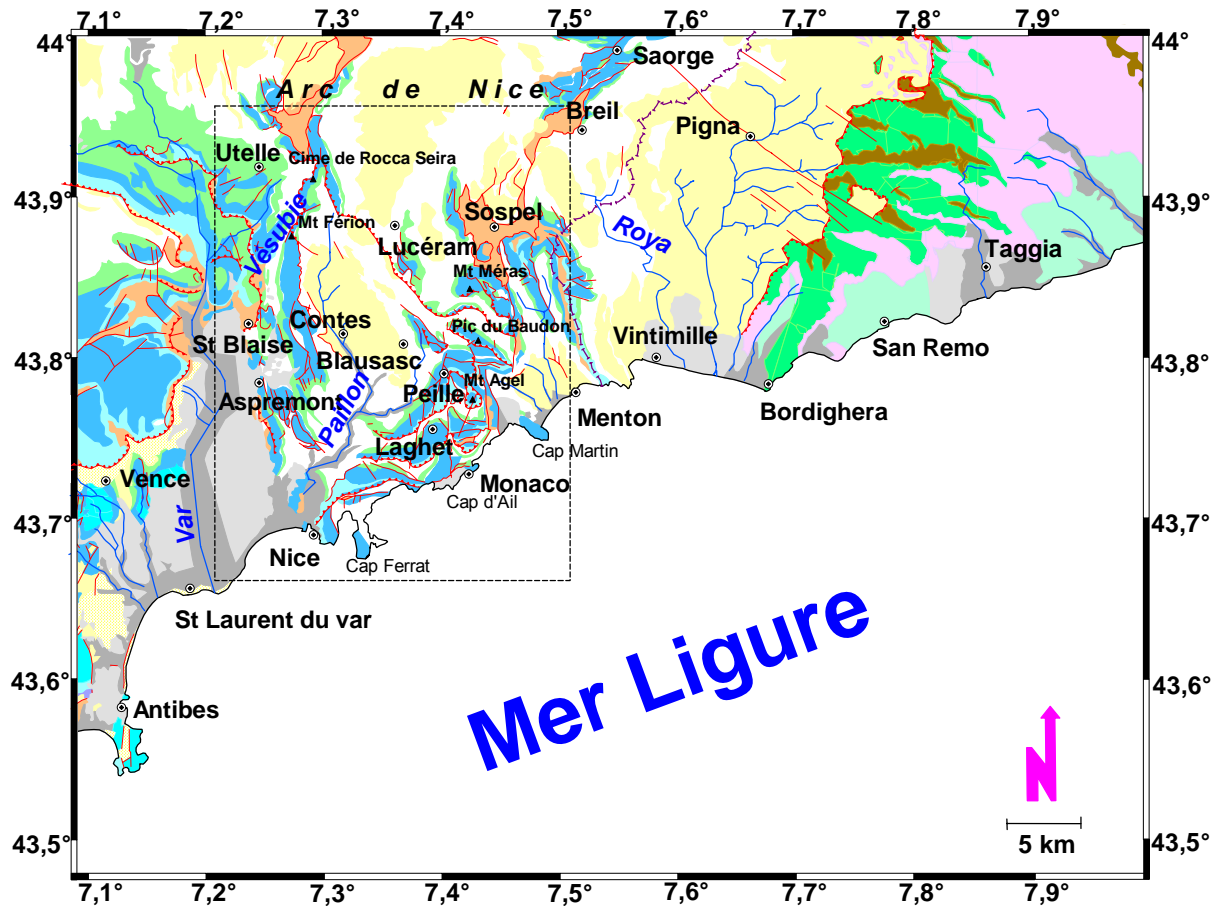 7,1° 7,2° 7,3° 7,4° 7,5° 7,6° 7,7° 7,8° 7,9°
44° 44°
Saorge
Arc de Nice
Breil
Pigna
Utelle
Cime de Rocca Seira
43,9° 43,9°
Vesubie
Mt Férion
Sospel
Roya
Lucéram
Taggia
Mt Méras
Contes
Pic du Baudon
Vintimille
St Blaise
San Remo
43,8° 43,8°
Blausasc
Mt Agel
Peille
Aspremont
Paillon
Menton
Bordighera
Laghet
Cap Martin
Vence
Monaco
Cap d'Ail
Var
43,7° 43,7°
Nice
Cap Ferrat
St Laurent du var
Mer Ligure
43,6° 43,6°
Antibes
N
43,5° 43,5°
5 km
7,1° 7,2° 7,3° 7,4° 7,5° 7,6° 7,7° 7,8° 7,9°